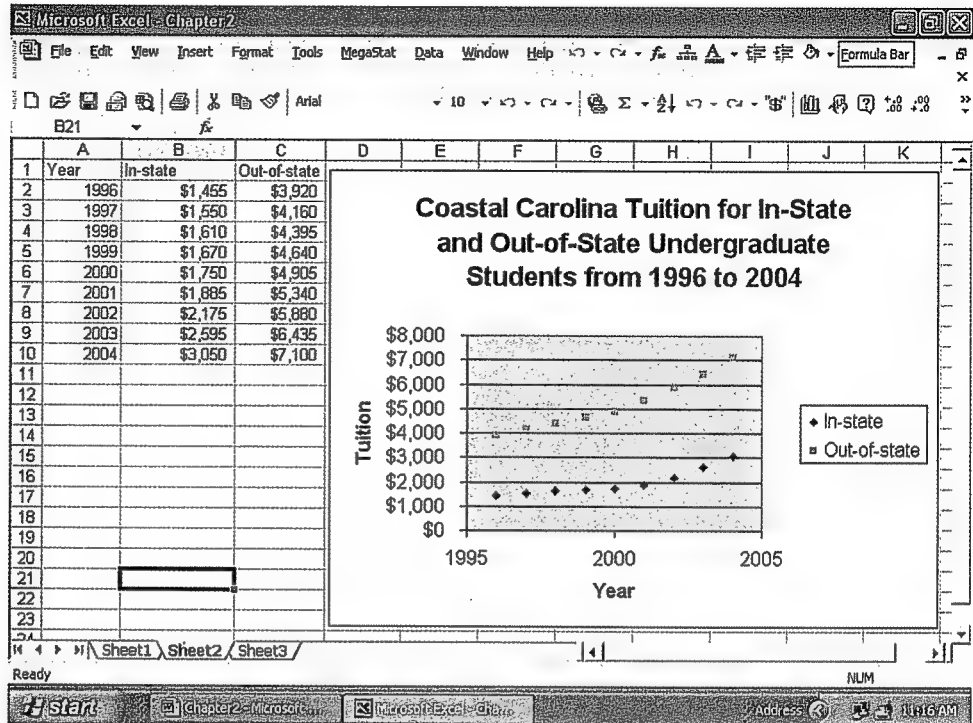 Microsoft Excel - Chapter2
File Edit View Insert Format Tools MegaStat Data Window Help Formula Bar
Arial 10
B21 fx
A B C D E F G H I J K
1 Year In-state Out-of-state
2 1996 $1,455 $3,920
3 1997 $1,550 $4,160
4 1998 $1,610 $4,395
5 1999 $1,670 $4,640
6 2000 $1,750 $4,905
7 2001 $1,885 $5,340
8 2002 $2,175 $5,880
9 2003 $2,595 $6,435
10 2004 $3,050 $7,100
11
12
13
14
15
16
17
18
19
20
21
22
23
24
Coastal Carolina Tuition for In-State
and Out-of-State Undergraduate
Students from 1996 to 2004
Tuition
$8,000
$7,000
$6,000
$5,000
$4,000
$3,000
$2,000
$1,000
$0
1995 2000 2005
Year
In-state
Out-of-state
Sheet1 Sheet2 Sheet3
Ready NUM
start Chapter2 - Microsoft ... Microsoft Excel - Cha... Address 11:16 AM